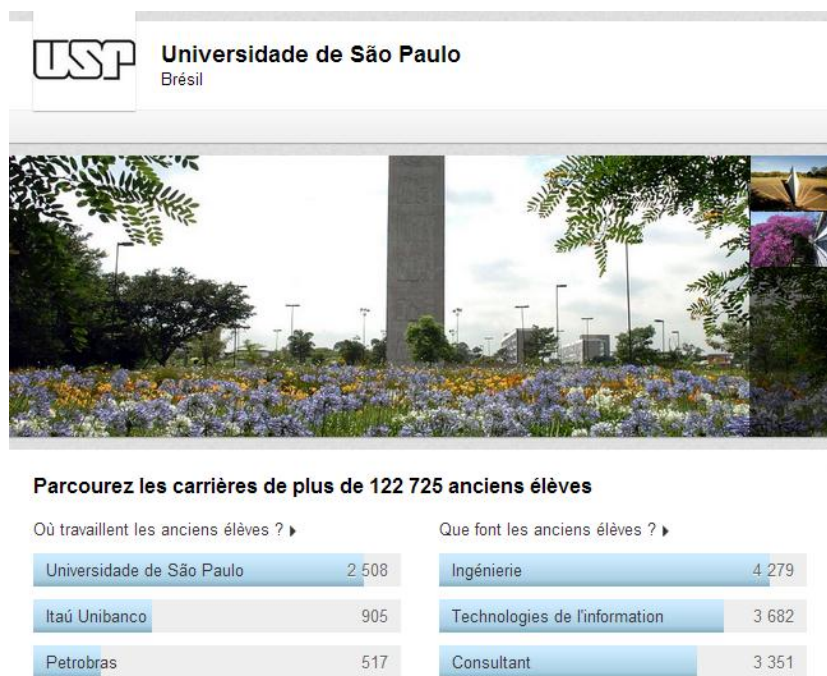 USP
Universidade de São Paulo
Brésil
Parcourez les carrières de plus de 122 725 anciens élèves
Où travaillent les anciens élèves ?
Universidade de São Paulo 2 508
Itaú Unibanco 905
Petrobras 517
Que font les anciens élèves ?
Ingénierie 4 279
Technologies de l'information 3 682
Consultant 3 351